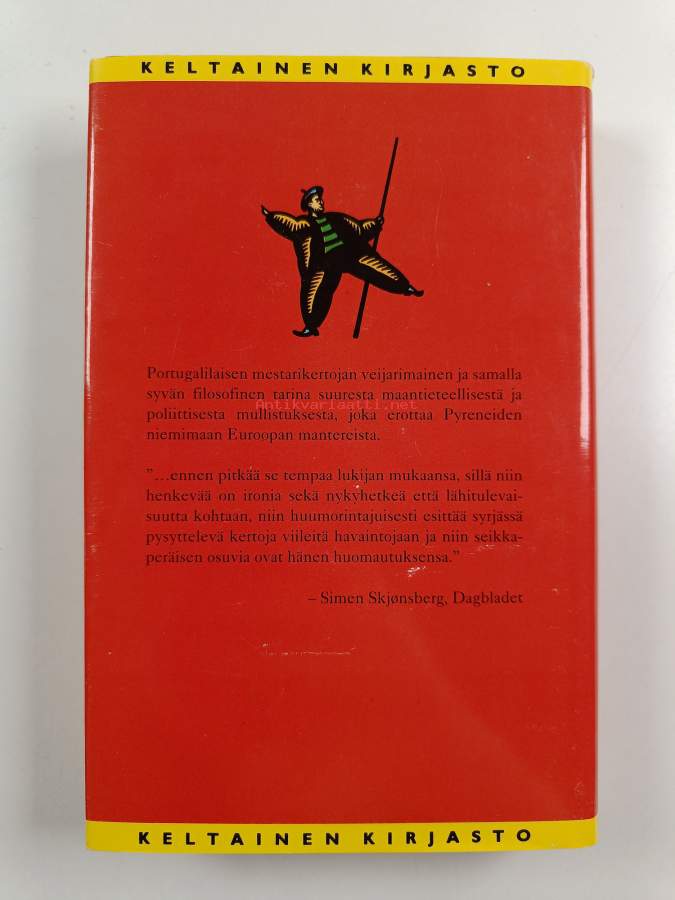 KELTAINEN KIRJASTO
Portugalilaisen mestarikertojan veijarimainen ja samalla
syvän filosofinen tarina suuresta maantieteellisestä ja
Antikvariaatti.net
poliittisesta mullistuksesta, joka erottaa Pyreneiden
niemimaan Euroopan mantereista.
”…ennen pitkää se tempaa lukijan mukaansa, sillä niin
henkevää on ironia sekä nykyhetkeä että lähitulevai-
suutta kohtaan, niin huumorintajuisesti esittää syrjässä
pysyttelevä kertoja viileitä havaintojaan ja niin seikka-
peräisen osuvia ovat hänen huomautuksensa.”
– Simen Skjønsberg, Dagbladet
KELTAINEN KIRJASTO